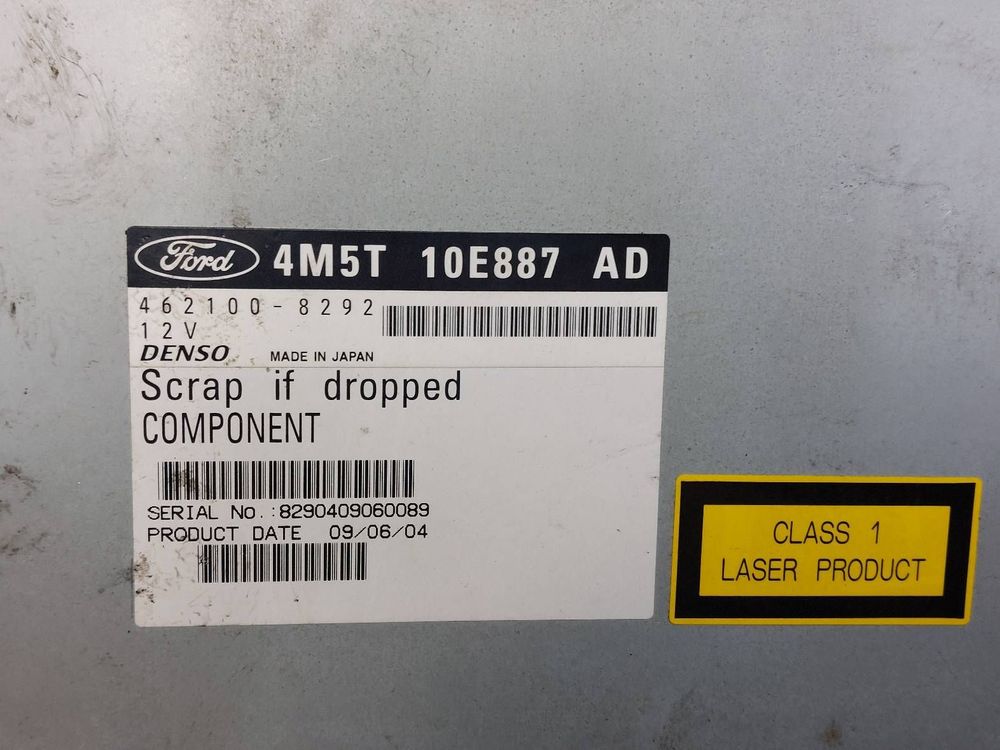 Ford 4M5T 10E887 AD
462100-8292
12V
DENSO MADE IN JAPAN
Scrap if dropped
COMPONENT
SERIAL No.:8290409060089
PRODUCT DATE 09/06/04
CLASS 1
LASER PRODUCT